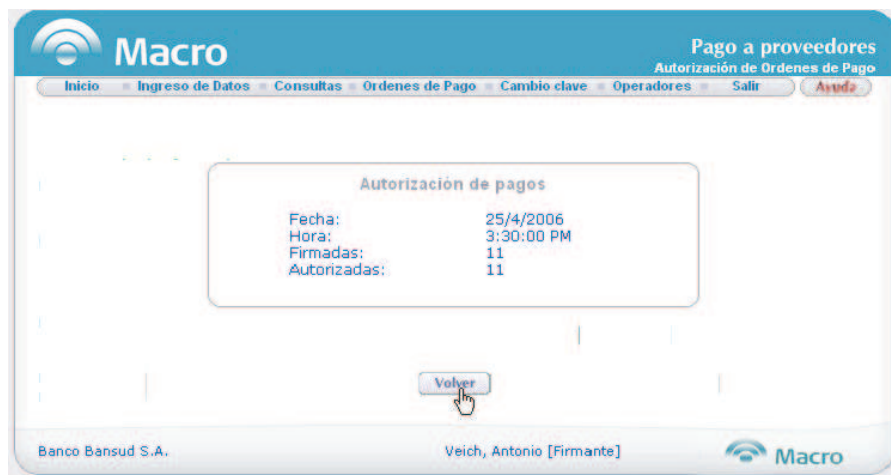 Macro
Pago a proveedores
Autorización de Ordenes de Pago
Inicio Ingreso de Datos Consultas Ordenes de Pago Cambio clave Operadores Salir Ayuda
Autorización de pagos
Fecha: 25/4/2006
Hora: 3:30:00 PM
Firmadas: 11
Autorizadas: 11
Volver
Banco Bansud S.A. Veich, Antonio [Firmante] Macro